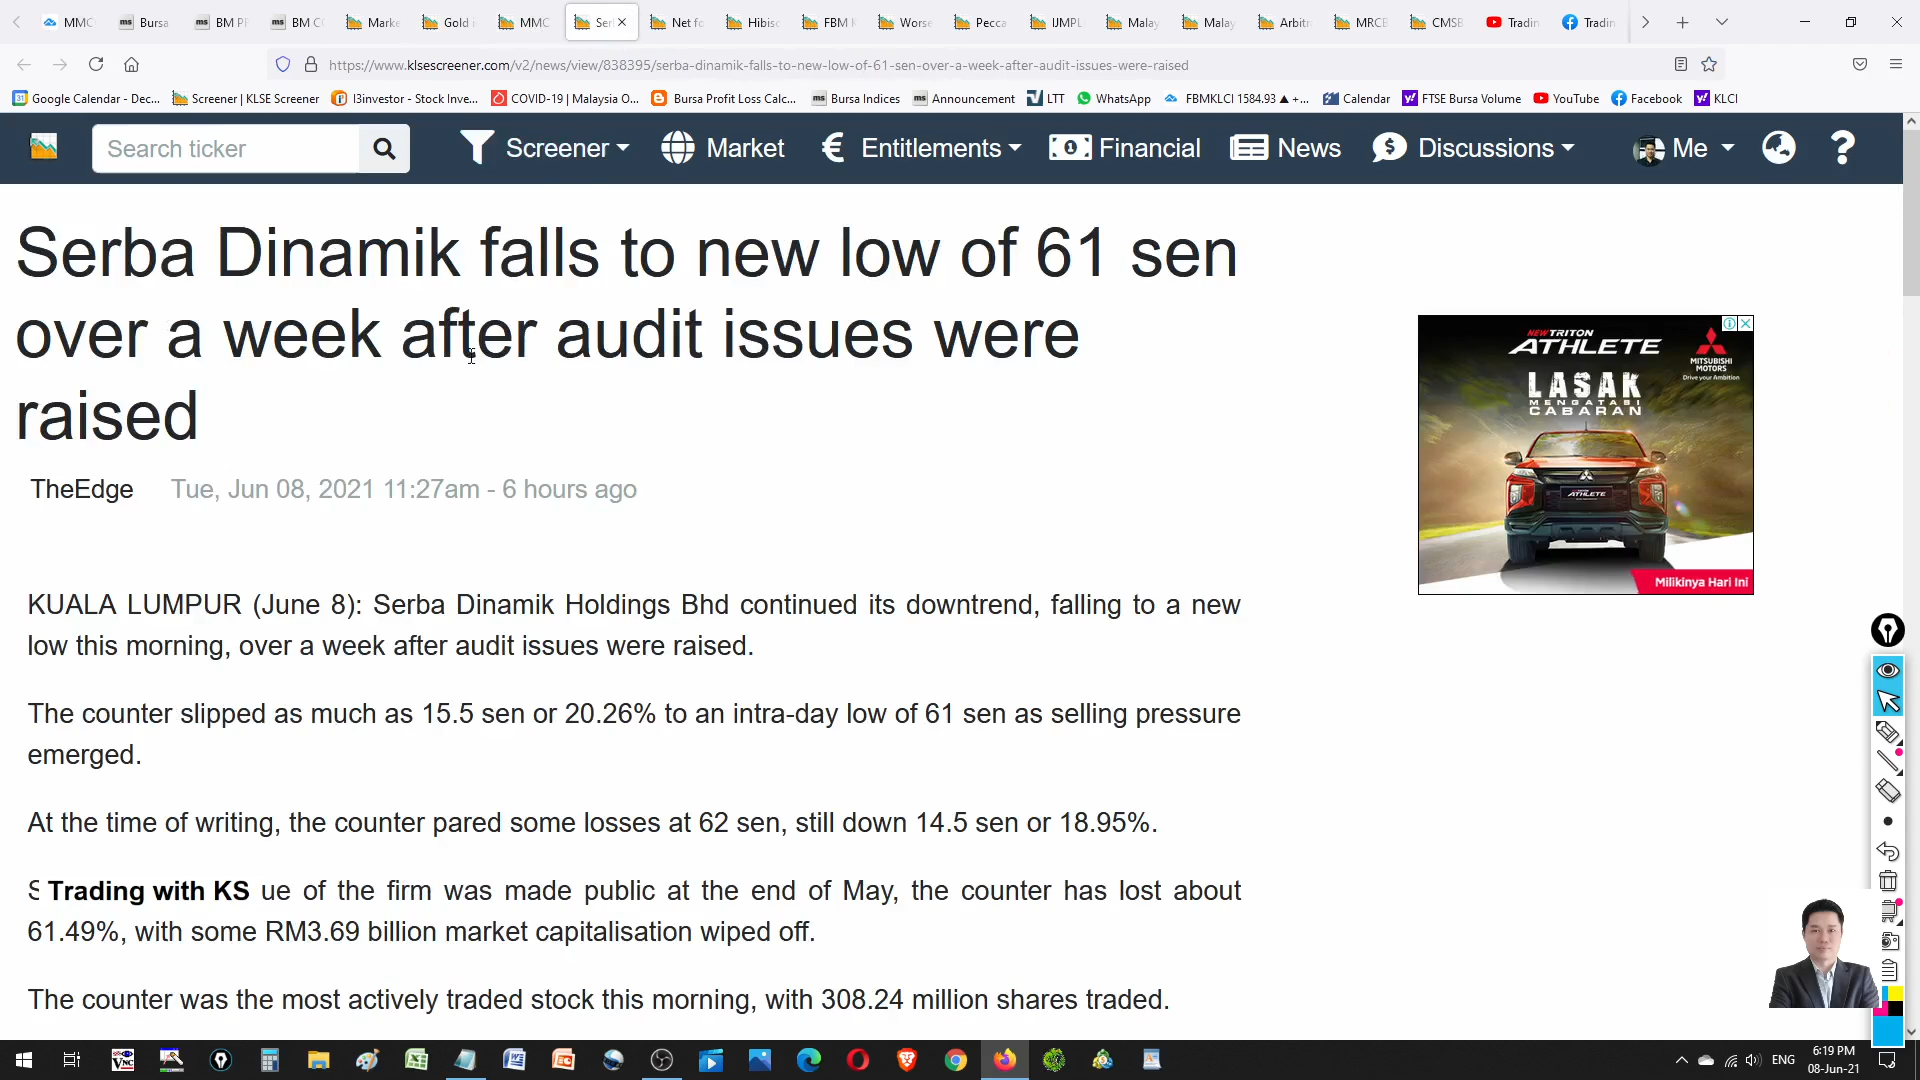 MMC
Bursa
BM PF
BM C
Marke
Gold i
MMC
Ser
Net fo
Hibisc
FBM K
Worse
Pecca
IJMPL
Malay
Malay
Arbitr
MRCB
CMSB
Tradin
Tradin
https://www.klsescreener.com/v2/news/view/838395/serba-dinamik-falls-to-new-low-of-61-sen-over-a-week-after-audit-issues-were-raised
Google Calendar - Dec...
Screener | KLSE Screener
I3investor - Stock Inve...
COVID-19 | Malaysia O...
Bursa Profit Loss Calc...
Bursa Indices
Announcement
LTT
WhatsApp
FBMKLCI 1584.93 ▲ +...
Calendar
FTSE Bursa Volume
YouTube
Facebook
KLCI
Search ticker
Screener
Market
Entitlements
Financial
News
Discussions
Me
Serba Dinamik falls to new low of 61 sen
over a week after audit issues were
raised
TheEdge Tue, Jun 08, 2021 11:27am - 6 hours ago
NEW TRITON
ATHLETE
MITSUBISHI
MOTORS
Drive your Ambition
LASAK
MENGATASI
CABARAN
ATHLETE
Milikinya Hari Ini
KUALA LUMPUR (June 8): Serba Dinamik Holdings Bhd continued its downtrend, falling to a new
low this morning, over a week after audit issues were raised.
The counter slipped as much as 15.5 sen or 20.26% to an intra-day low of 61 sen as selling pressure
emerged.
At the time of writing, the counter pared some losses at 62 sen, still down 14.5 sen or 18.95%.
S Trading with KS ue of the firm was made public at the end of May, the counter has lost about
61.49%, with some RM3.69 billion market capitalisation wiped off.
The counter was the most actively traded stock this morning, with 308.24 million shares traded.
ENG
6:19 PM
08-Jun-21